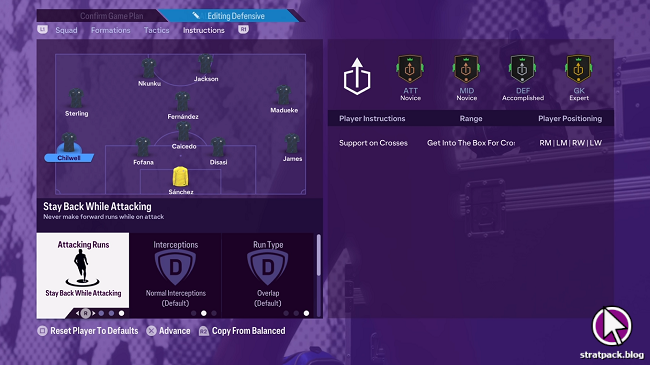 Confirm Game Plan
Editing Defensive
L1 Squad Formations Tactics Instructions R1
Nkunku
Jackson
Sterling
Madueke
Fernández
Caicedo
Chilwell
Fofana
Disasi
James
Sánchez
Stay Back While Attacking
Never make forward runs while on attack
Attacking Runs
Stay Back While Attacking
R
Interceptions
D
Normal Interceptions
(Default)
Run Type
D
Overlap
(Default)
Reset Player To Defaults Advance R2 Copy From Balanced
ATT
Novice
MID
Novice
DEF
Accomplished
GK
Expert
Player Instructions Range Player Positioning
Support on Crosses Get Into The Box For Cros RM | LM | RW | LW
stratpack.blog